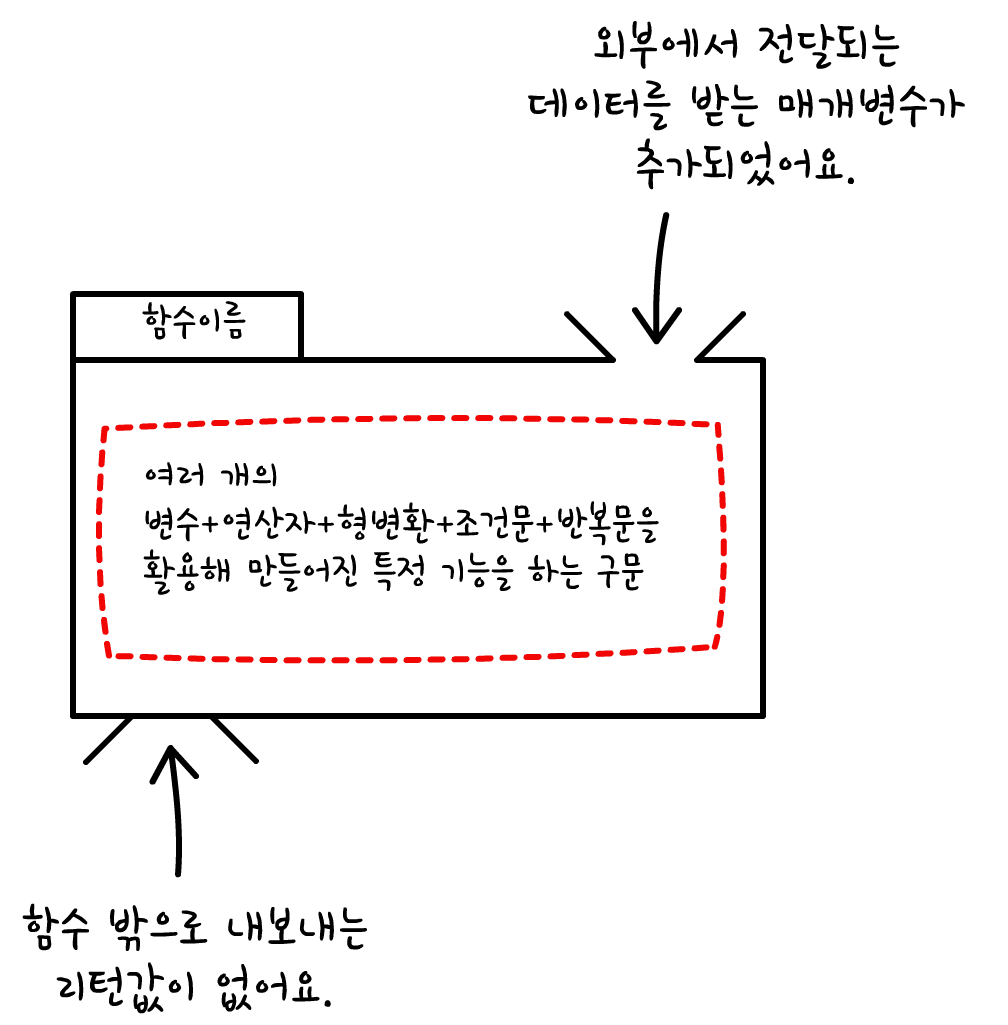 외부에서 전달되는
데이터를 받는 매개변수가
추가되었어요.
함수이름
여러 개의
변수+연산자+형변환+조건문+반복문을
활용해 만들어진 특정 기능을 하는 구문
함수 밖으로 내보내는
리턴값이 없어요.